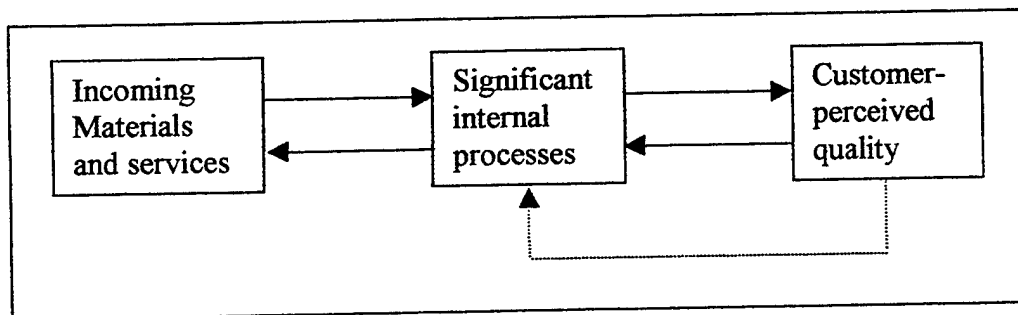 Incoming
Materials
and services
Significant
internal
processes
Customer-
perceived
quality